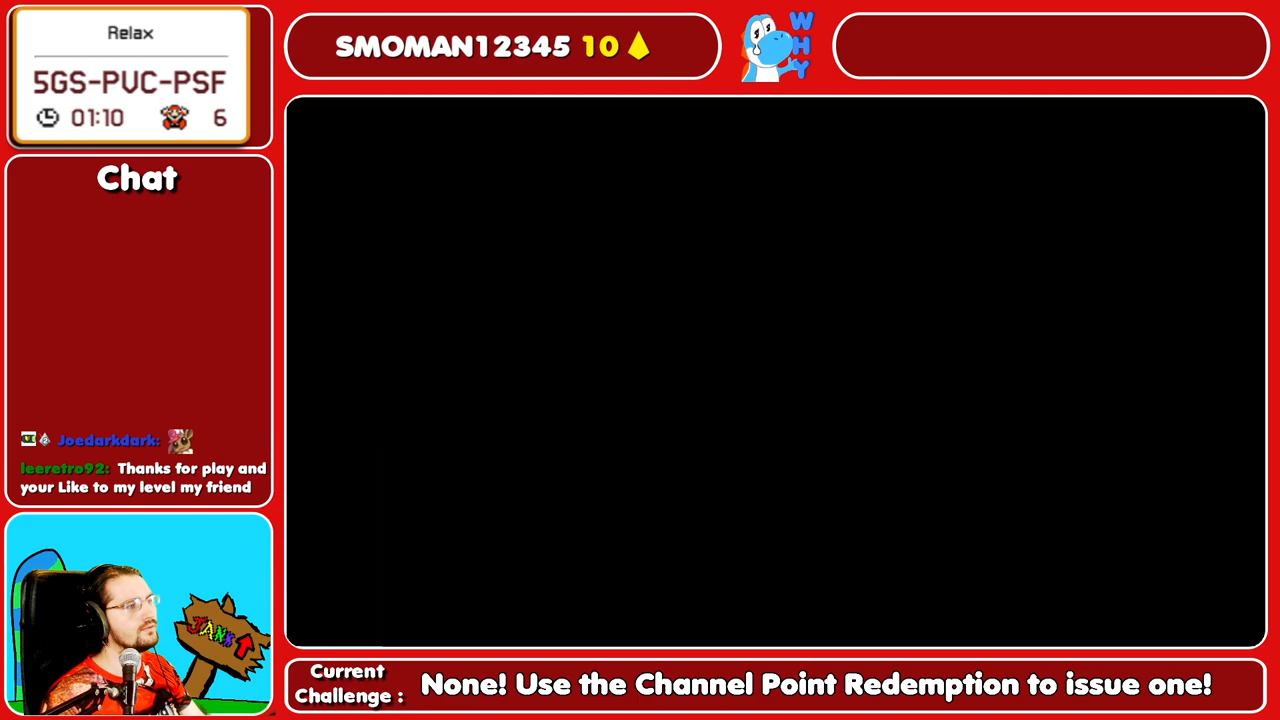 Relax
5GS-PVC-PSF
01:10 6
SMOMAN12345 10
WHY
Chat
Joedarkdark:
leeretro92: Thanks for play and
your Like to my level my friend
JANK
Current
Challenge :
None! Use the Channel Point Redemption to issue one!